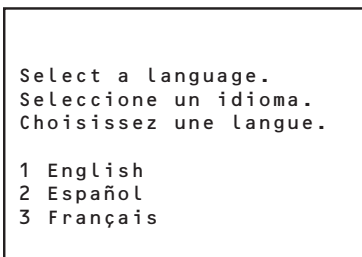 Select a language.
Seleccione un idioma.
Choisissez une langue.
1 English
2 Español
3 Français